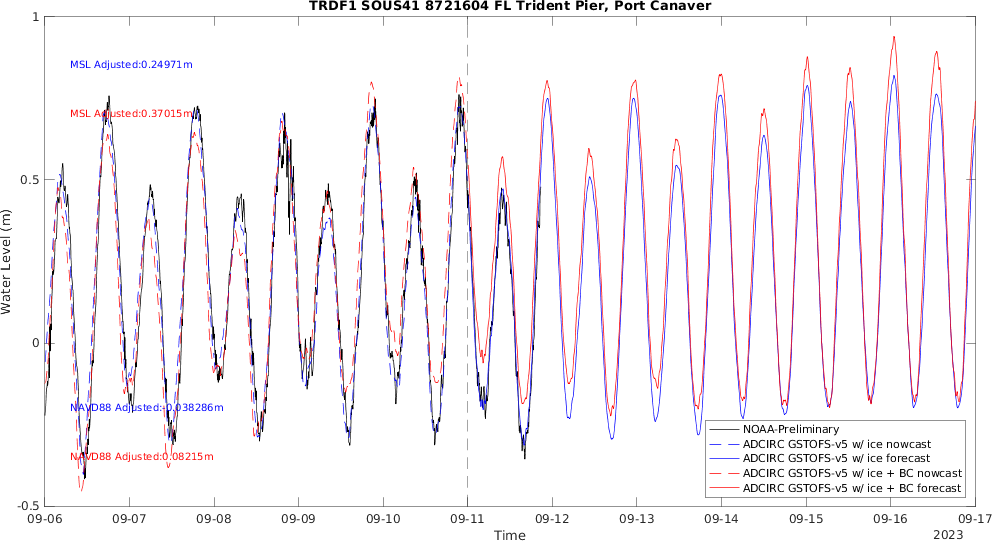 TRDF1 SOUS41 8721604 FL Trident Pier, Port Canaver
1
MSL Adjusted:0.24971m
MSL Adjusted:0.37015m
0.5
Water Level (m)
0
NAVD88 Adjusted:-0.038286m
NAVD88 Adjusted:0.08215m
-0.5
NOAA-Preliminary
ADCIRC GSTOFS-v5 w/ ice nowcast
ADCIRC GSTOFS-v5 w/ ice forecast
ADCIRC GSTOFS-v5 w/ ice + BC nowcast
ADCIRC GSTOFS-v5 w/ ice + BC forecast
09-06 09-07 09-08 09-09 09-10 09-11 09-12 09-13 09-14 09-15 09-16 09-17
Time
2023